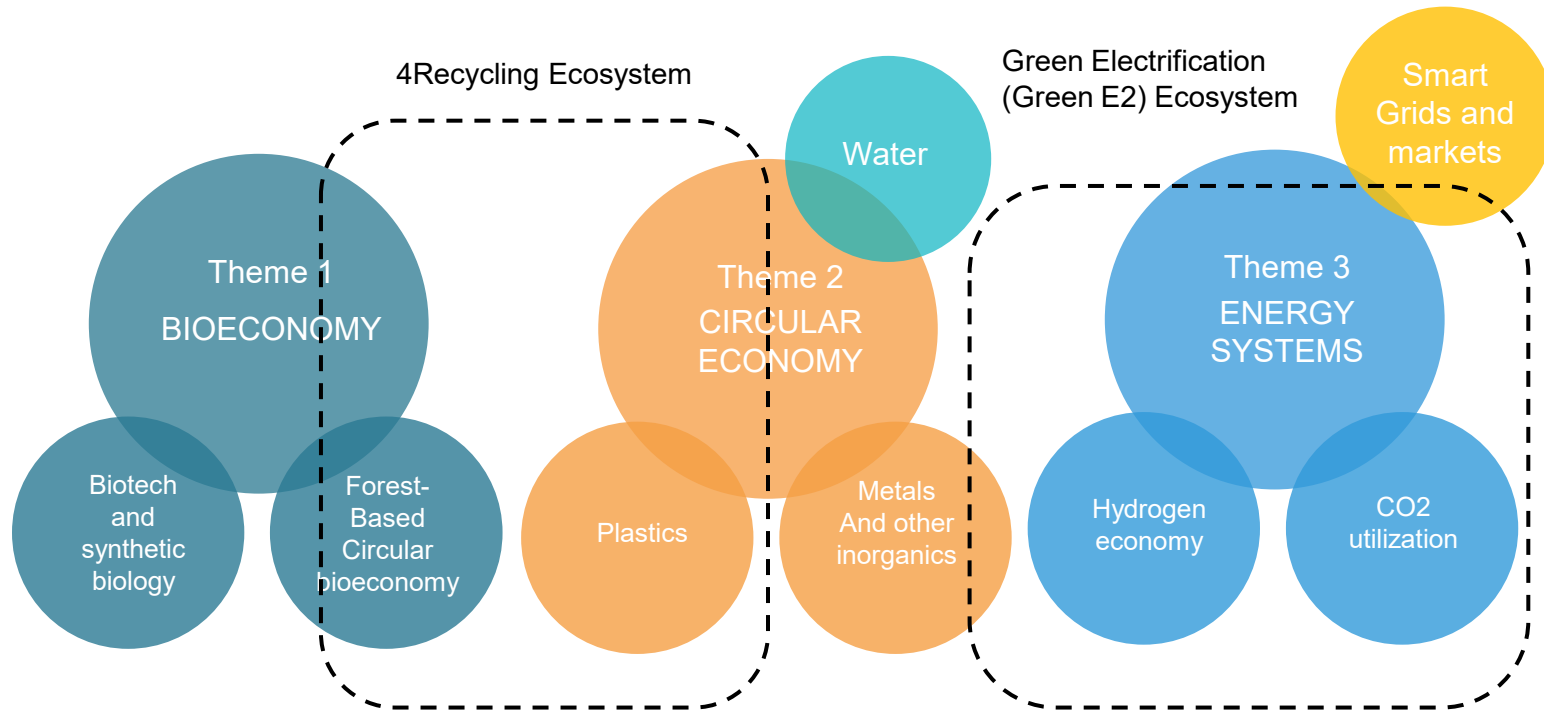 4Recycling Ecosystem
Green Electrification
(Green E2) Ecosystem
Smart
Grids and
markets
Water
Theme 1
BIOECONOMY
Theme 2
CIRCULAR
ECONOMY
Theme 3
ENERGY
SYSTEMS
Biotech
and
synthetic
biology
Forest-
Based
Circular
bioeconomy
Plastics
Metals
And other
inorganics
Hydrogen
economy
CO2
utilization